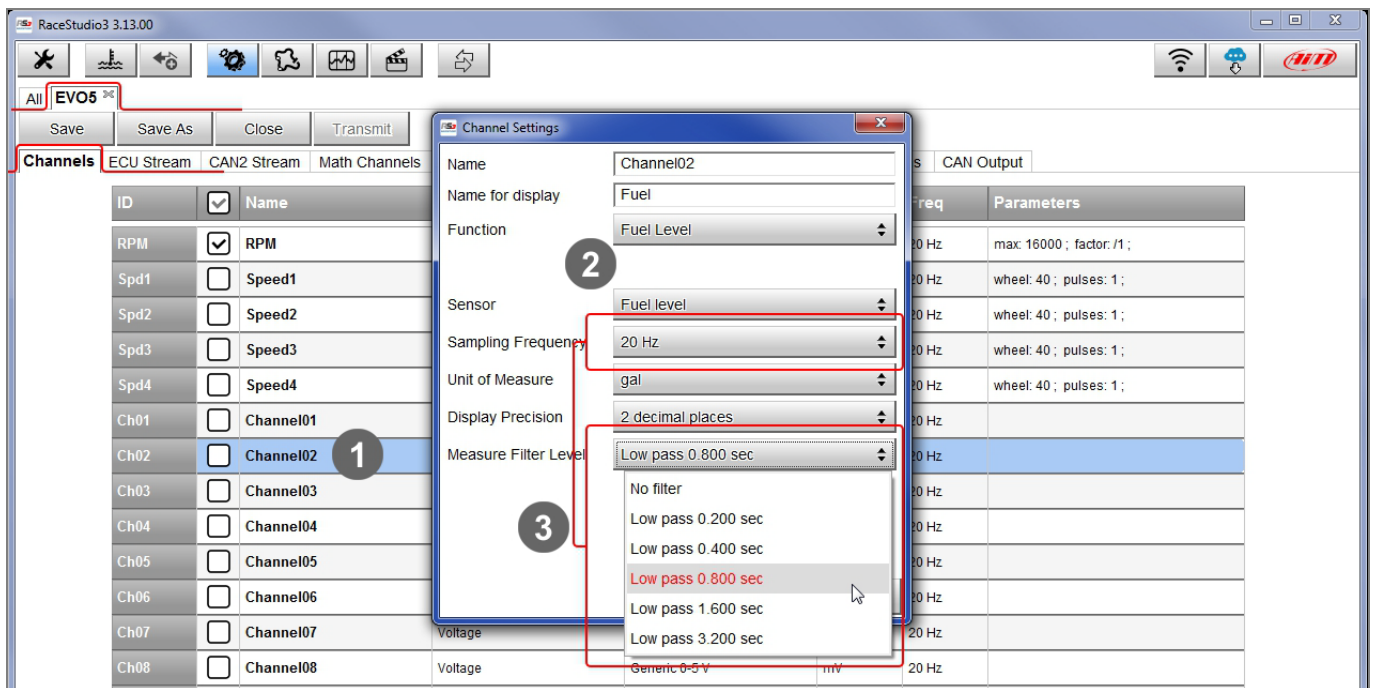 RaceStudio3 3.13.00
AiM
All EVO5
Save Save As Close Transmit
Channels ECU Stream CAN2 Stream Math Channels CAN Output
ID Name Freq Parameters
RPM RPM 20 Hz max: 16000 ; factor: /1 ;
Spd1 Speed1 20 Hz wheel: 40 ; pulses: 1 ;
Spd2 Speed2 20 Hz wheel: 40 ; pulses: 1 ;
Spd3 Speed3 20 Hz wheel: 40 ; pulses: 1 ;
Spd4 Speed4 20 Hz wheel: 40 ; pulses: 1 ;
Ch01 Channel01 20 Hz
Ch02 Channel02 1 20 Hz
Ch03 Channel03 20 Hz
Ch04 Channel04 20 Hz
Ch05 Channel05 20 Hz
Ch06 Channel06 20 Hz
Ch07 Channel07 Voltage 20 Hz
Ch08 Channel08 Voltage Generic 0-5 V mV 20 Hz
Channel Settings
Name Channel02
Name for display Fuel
Function Fuel Level
2
Sensor Fuel level
Sampling Frequency 20 Hz
Unit of Measure gal
Display Precision 2 decimal places
Measure Filter Level Low pass 0.800 sec
No filter
Low pass 0.200 sec
3
Low pass 0.400 sec
Low pass 0.800 sec
Low pass 1.600 sec
Low pass 3.200 sec